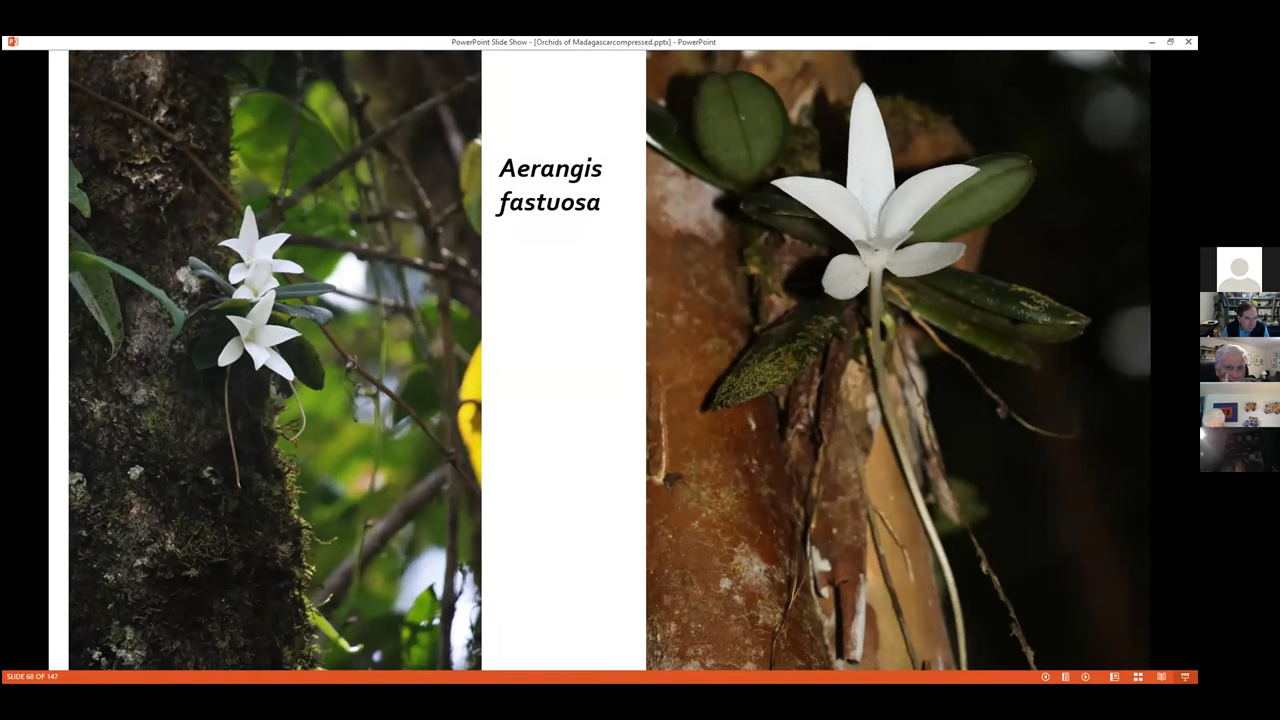 PowerPoint Slide Show - [Orchids of Madagascarcompressed.pptx] - PowerPoint
Aerangis
fastuosa
SLIDE 68 OF 147